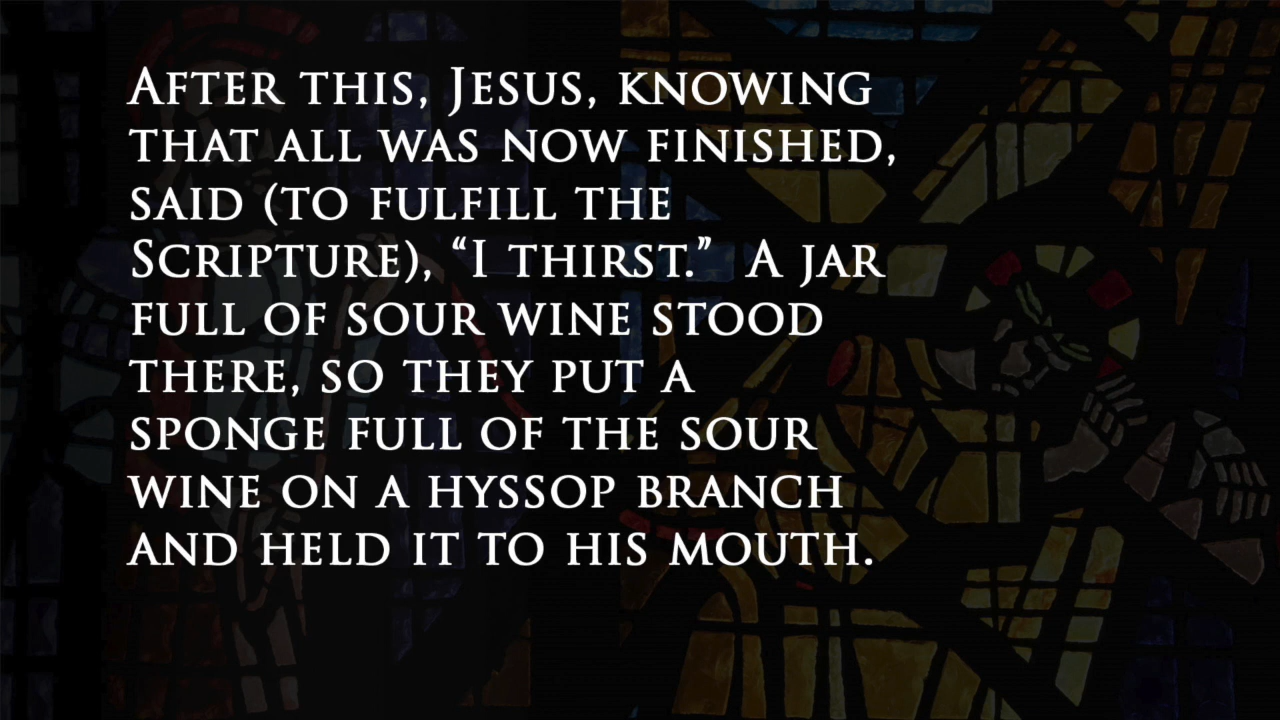 After this, Jesus, knowing
that all was now finished,
said (to fulfill the
Scripture), “I thirst.”  A jar
full of sour wine stood
there, so they put a
sponge full of the sour
wine on a hyssop branch
and held it to his mouth.